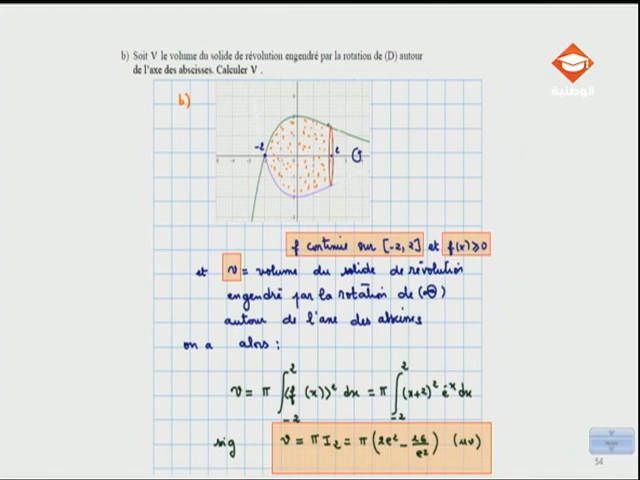 b) Soit V le volume du solide de révolution engendré par la rotation de (D) autour
de l'axe des abscisses. Calculer V .
الوطنية
b)
-2
2
f continue sur [-2, 2] et f(x) ≥ 0
et v = volume du solide de révolution
engendré par la rotation de (D)
autour de l'axe des abscisses
on a alors :
v = π ∫_{-2}^{2} (f(x))² dx = π ∫_{-2}^{2} (x+2)² e^{-x} dx
sig v = π I₂ = π (2e² - 26/e²) (uv)
54